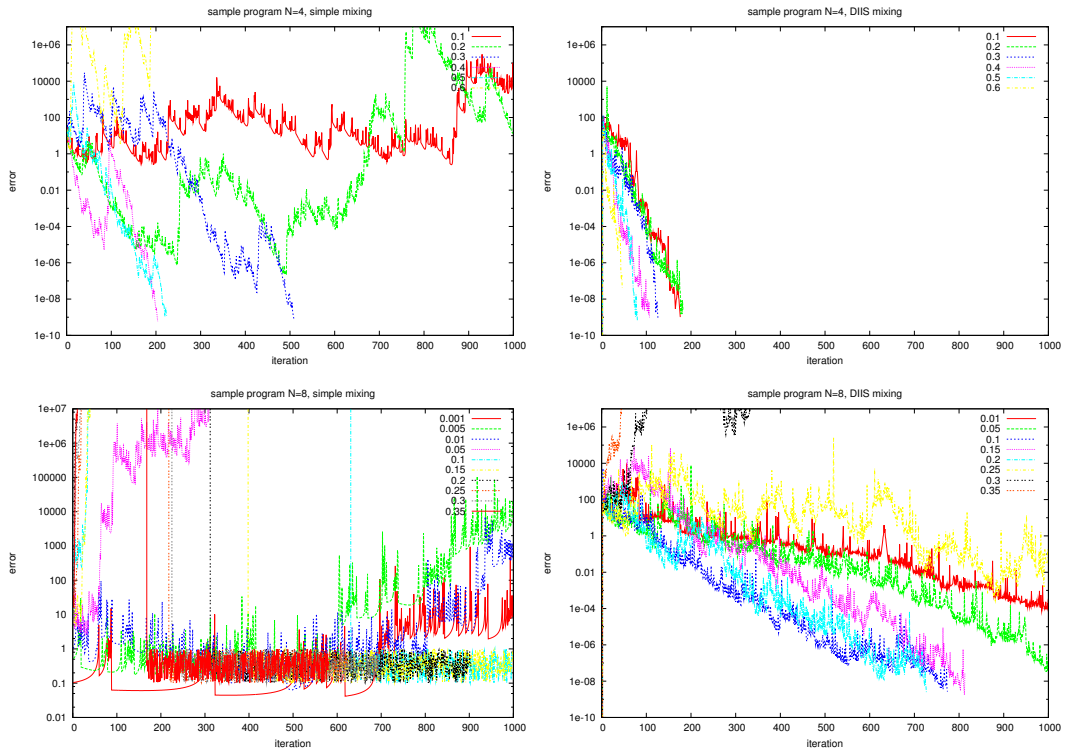 sample program N=4, simple mixing
1e+06
10000
100
1
0.01
1e-04
1e-06
1e-08
1e-10
error
0 100 200 300 400 500 600 700 800 900 1000
iteration
0.1
0.2
0.3
0.4
0.5
0.6
sample program N=4, DIIS mixing
1e+06
10000
100
1
0.01
1e-04
1e-06
1e-08
1e-10
error
0 100 200 300 400 500 600 700 800 900 1000
iteration
0.1
0.2
0.3
0.4
0.5
0.6
sample program N=8, simple mixing
1e+07
1e+06
100000
10000
1000
100
10
1
0.1
0.01
error
0 100 200 300 400 500 600 700 800 900 1000
iteration
0.001
0.005
0.01
0.05
0.1
0.15
0.2
0.25
0.3
0.35
sample program N=8, DIIS mixing
1e+06
10000
100
1
0.01
1e-04
1e-06
1e-08
1e-10
error
0 100 200 300 400 500 600 700 800 900 1000
iteration
0.01
0.05
0.1
0.15
0.2
0.25
0.3
0.35